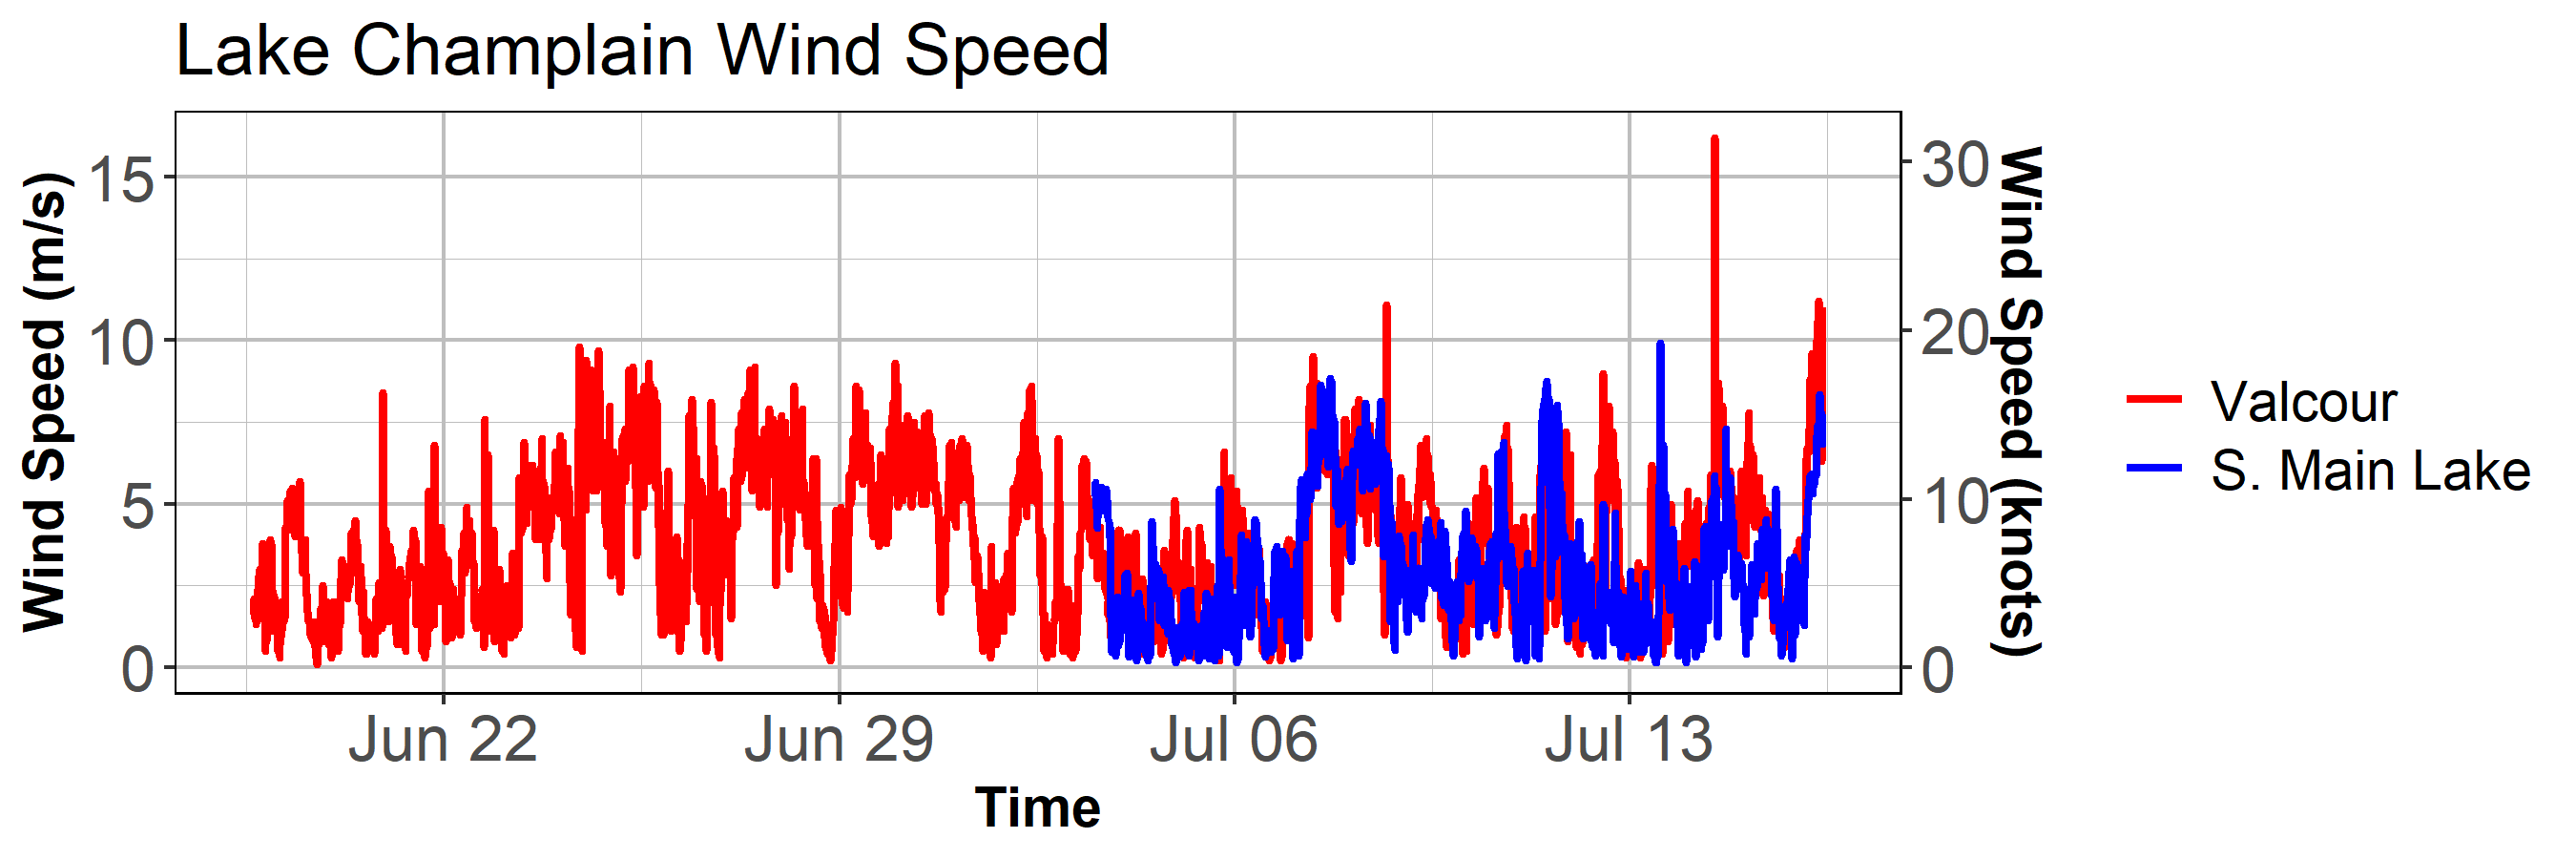 Lake Champlain Wind Speed
Wind Speed (m/s)
15
10
5
0
Jun 22
Jun 29
Jul 06
Jul 13
Time
30
20
10
0
Wind Speed (knots)
Valcour
S. Main Lake